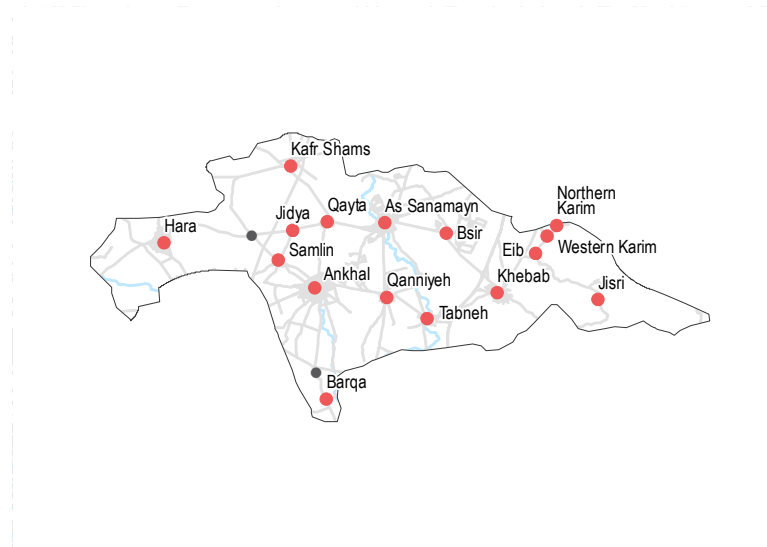 Kafr Shams
Northern
Karim
Hara
Jidya
Qayta
As Sanamayn
Bsir
Western Karim
Eib
Samlin
Ankhal
Qanniyeh
Khebab
Jisri
Tabneh
Barqa